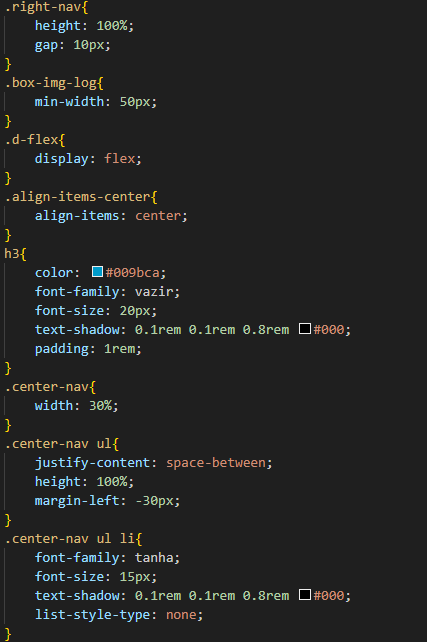 .right-nav{
    height: 100%;
    gap: 10px;
}
.box-img-log{
    min-width: 50px;
}
.d-flex{
    display: flex;
}
.align-items-center{
    align-items: center;
}
h3{
    color: #009bca;
    font-family: vazir;
    font-size: 20px;
    text-shadow: 0.1rem 0.1rem 0.8rem #000;
    padding: 1rem;
}
.center-nav{
    width: 30%;
}
.center-nav ul{
    justify-content: space-between;
    height: 100%;
    margin-left: -30px;
}
.center-nav ul li{
    font-family: tanha;
    font-size: 15px;
    text-shadow: 0.1rem 0.1rem 0.8rem #000;
    list-style-type: none;
}